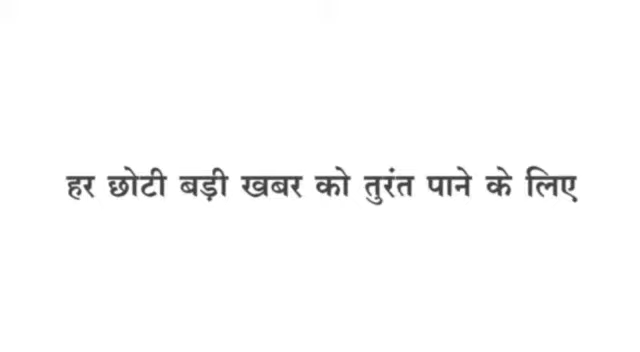 हर छोटी बड़ी खबर को तुरंत पाने के लिए